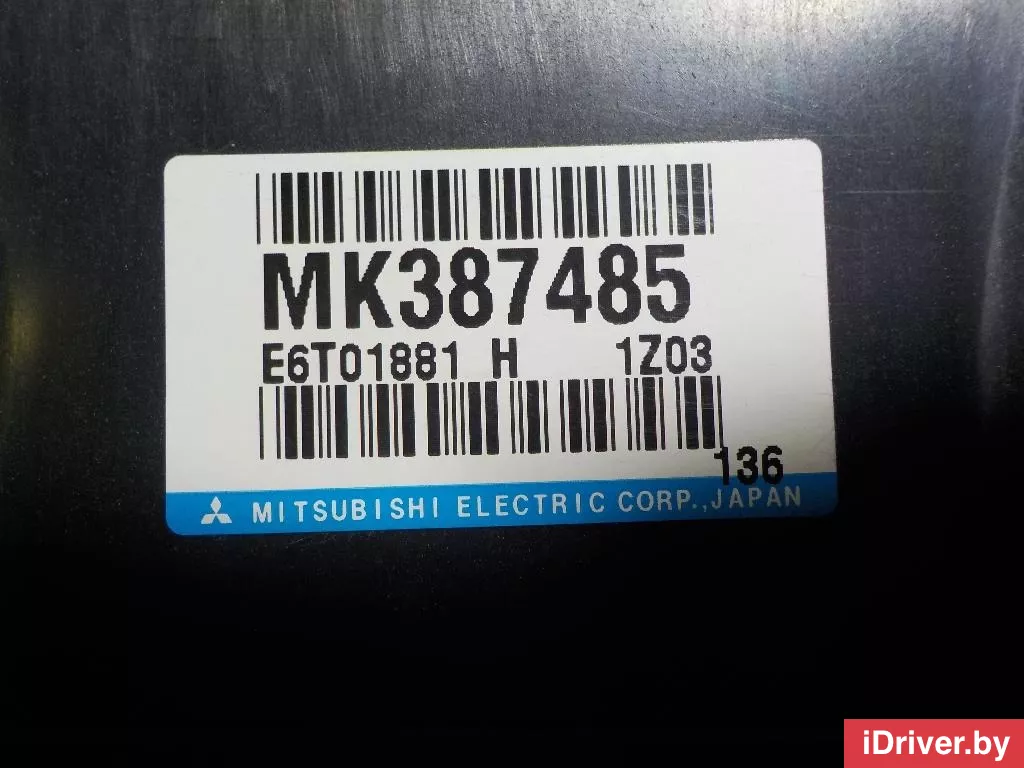 MK387485
E6T01881 H 1Z03
136
MITSUBISHI ELECTRIC CORP.,JAPAN
iDriver.by